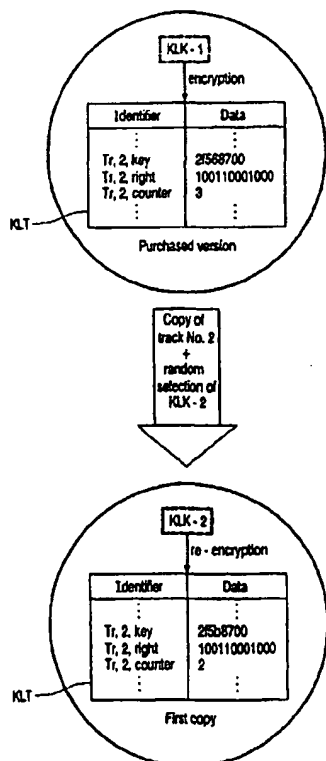 KLK - 1
encryption
Identifier Data
Tr, 2, key 2f568700
Tr, 2, right 100110001000
Tr, 2, counter 3
KLT
Purchased version
Copy of
track No. 2
+
random
selection of
KLK - 2
KLK - 2
re - encryption
Identifier Data
Tr, 2, key 2f5b8700
Tr, 2, right 100110001000
Tr, 2, counter 2
KLT
First copy